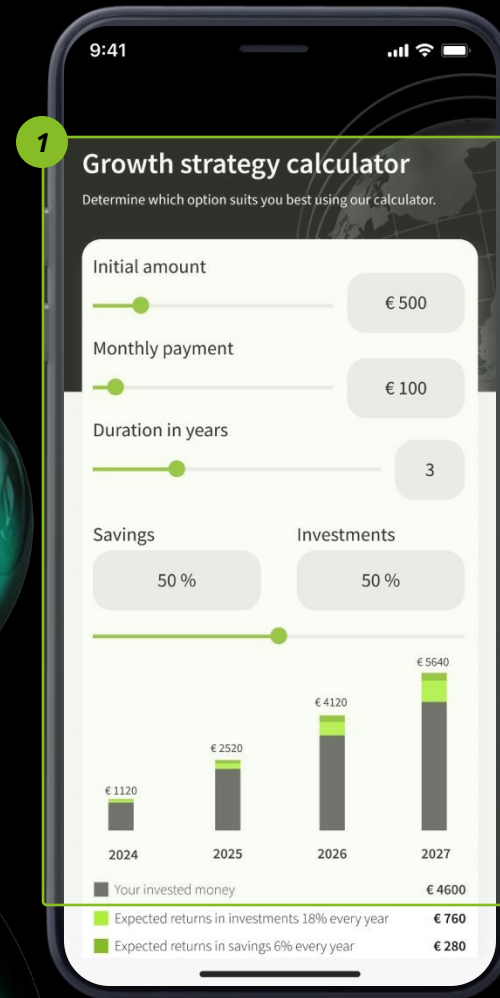 9:41
1
Growth strategy calculator
Determine which option suits you best using our calculator.
Initial amount
€ 500
Monthly payment
€ 100
Duration in years
3
Savings Investments
50 % 50 %
€ 5640
€ 4120
€ 2520
€ 1120
2024 2025 2026 2027
Your invested money € 4600
Expected returns in investments 18% every year € 760
Expected returns in savings 6% every year € 280